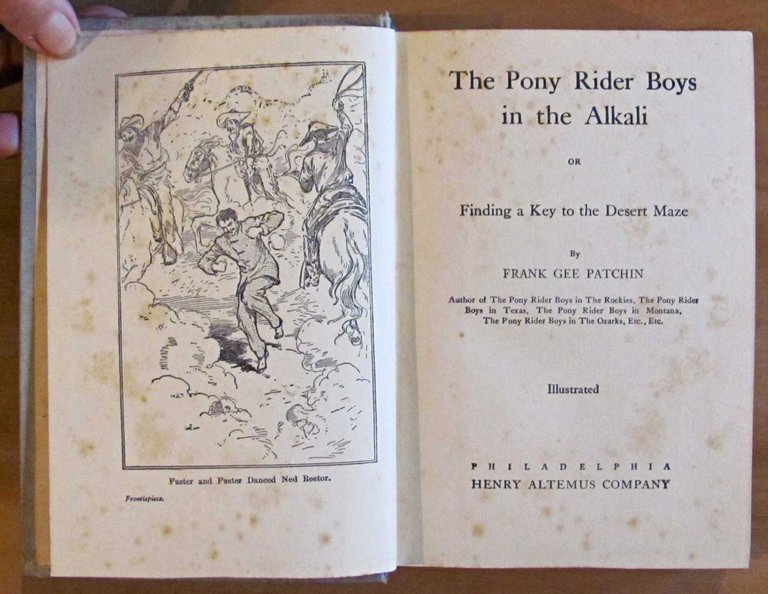 Faster and Faster Danced Ned Rector.
Frontispiece.
The Pony Rider Boys
in the Alkali
OR
Finding a Key to the Desert Maze
By
FRANK GEE PATCHIN
Author of The Pony Rider Boys in The Rockies, The Pony Rider
Boys in Texas, The Pony Rider Boys in Montana,
The Pony Rider Boys in The Ozarks, Etc., Etc.
Illustrated
PHILADELPHIA
HENRY ALTEMUS COMPANY